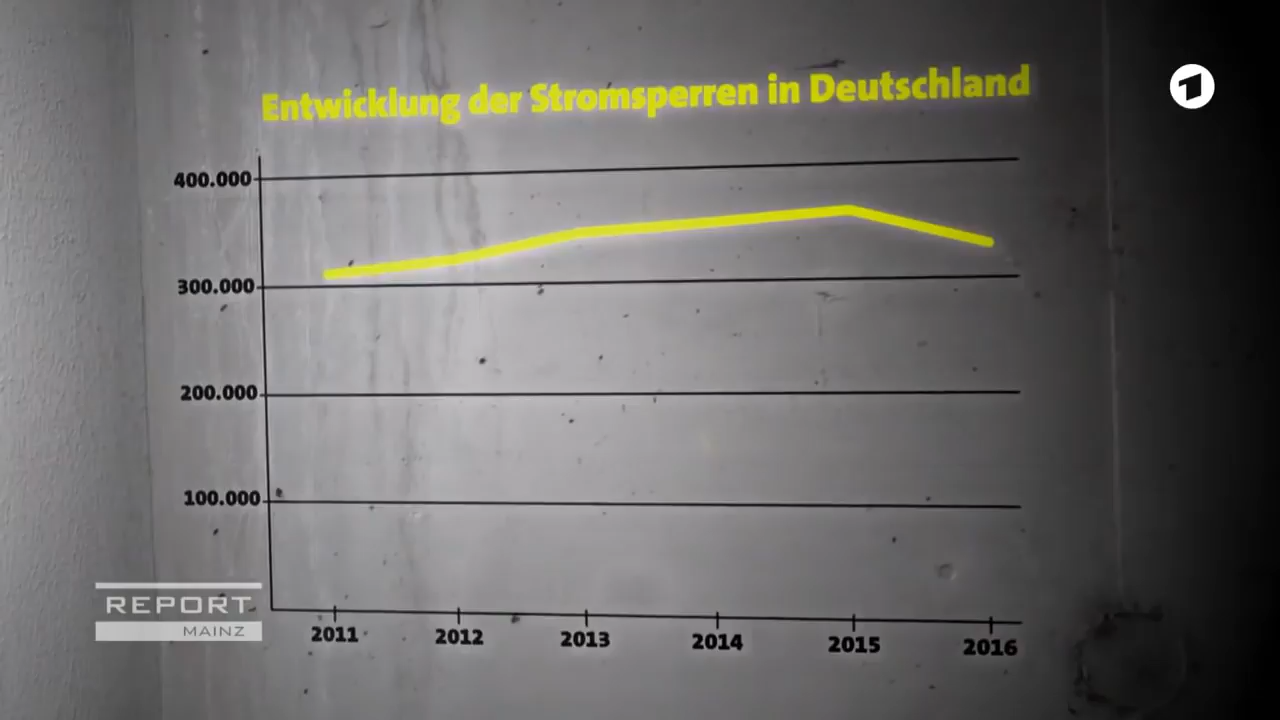 Entwicklung der Stromsperren in Deutschland
400.000
300.000
200.000
100.000
2011 2012 2013 2014 2015 2016
REPORT
MAINZ
1